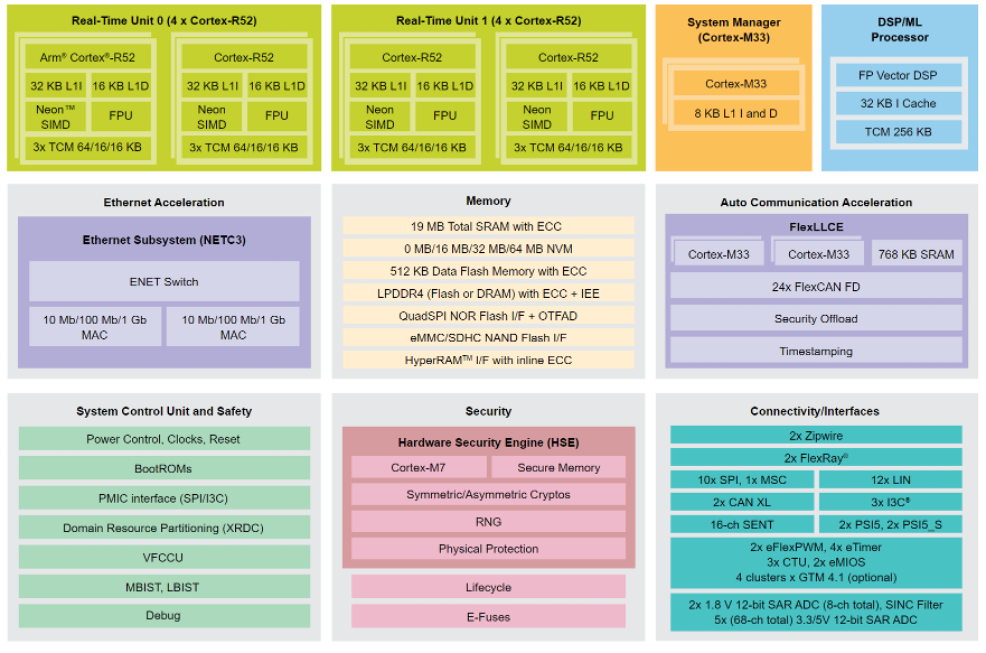 Real-Time Unit 0 (4 x Cortex-R52)
Arm® Cortex®-R52
32 KB L1I
16 KB L1D
Neon™
SIMD
FPU
3x TCM 64/16/16 KB
Cortex-R52
32 KB L1I
16 KB L1D
Neon
SIMD
FPU
3x TCM 64/16/16 KB
Real-Time Unit 1 (4 x Cortex-R52)
Cortex-R52
32 KB L1I
16 KB L1D
Neon
SIMD
FPU
3x TCM 64/16/16 KB
Cortex-R52
32 KB L1I
16 KB L1D
Neon
SIMD
FPU
3x TCM 64/16/16 KB
System Manager
(Cortex-M33)
Cortex-M33
8 KB L1 I and D
DSP/ML
Processor
FP Vector DSP
32 KB I Cache
TCM 256 KB
Ethernet Acceleration
Ethernet Subsystem (NETC3)
ENET Switch
10 Mb/100 Mb/1 Gb
MAC
10 Mb/100 Mb/1 Gb
MAC
Memory
19 MB Total SRAM with ECC
0 MB/16 MB/32 MB/64 MB NVM
512 KB Data Flash Memory with ECC
LPDDR4 (Flash or DRAM) with ECC + IEE
QuadSPI NOR Flash I/F + OTFAD
eMMC/SDHC NAND Flash I/F
HyperRAM™ I/F with inline ECC
Auto Communication Acceleration
FlexLLCE
Cortex-M33
Cortex-M33
768 KB SRAM
24x FlexCAN FD
Security Offload
Timestamping
System Control Unit and Safety
Power Control, Clocks, Reset
BootROMs
PMIC interface (SPI/I3C)
Domain Resource Partitioning (XRDC)
VFCCU
MBIST, LBIST
Debug
Security
Hardware Security Engine (HSE)
Cortex-M7
Secure Memory
Symmetric/Asymmetric Cryptos
RNG
Physical Protection
Lifecycle
E-Fuses
Connectivity/Interfaces
2x Zipwire
2x FlexRay®
10x SPI, 1x MSC
12x LIN
2x CAN XL
3x I3C®
16-ch SENT
2x PSI5, 2x PSI5_S
2x eFlexPWM, 4x eTimer
3x CTU, 2x eMIOS
4 clusters x GTM 4.1 (optional)
2x 1.8 V 12-bit SAR ADC (8-ch total), SINC Filter
5x (68-ch total) 3.3/5V 12-bit SAR ADC